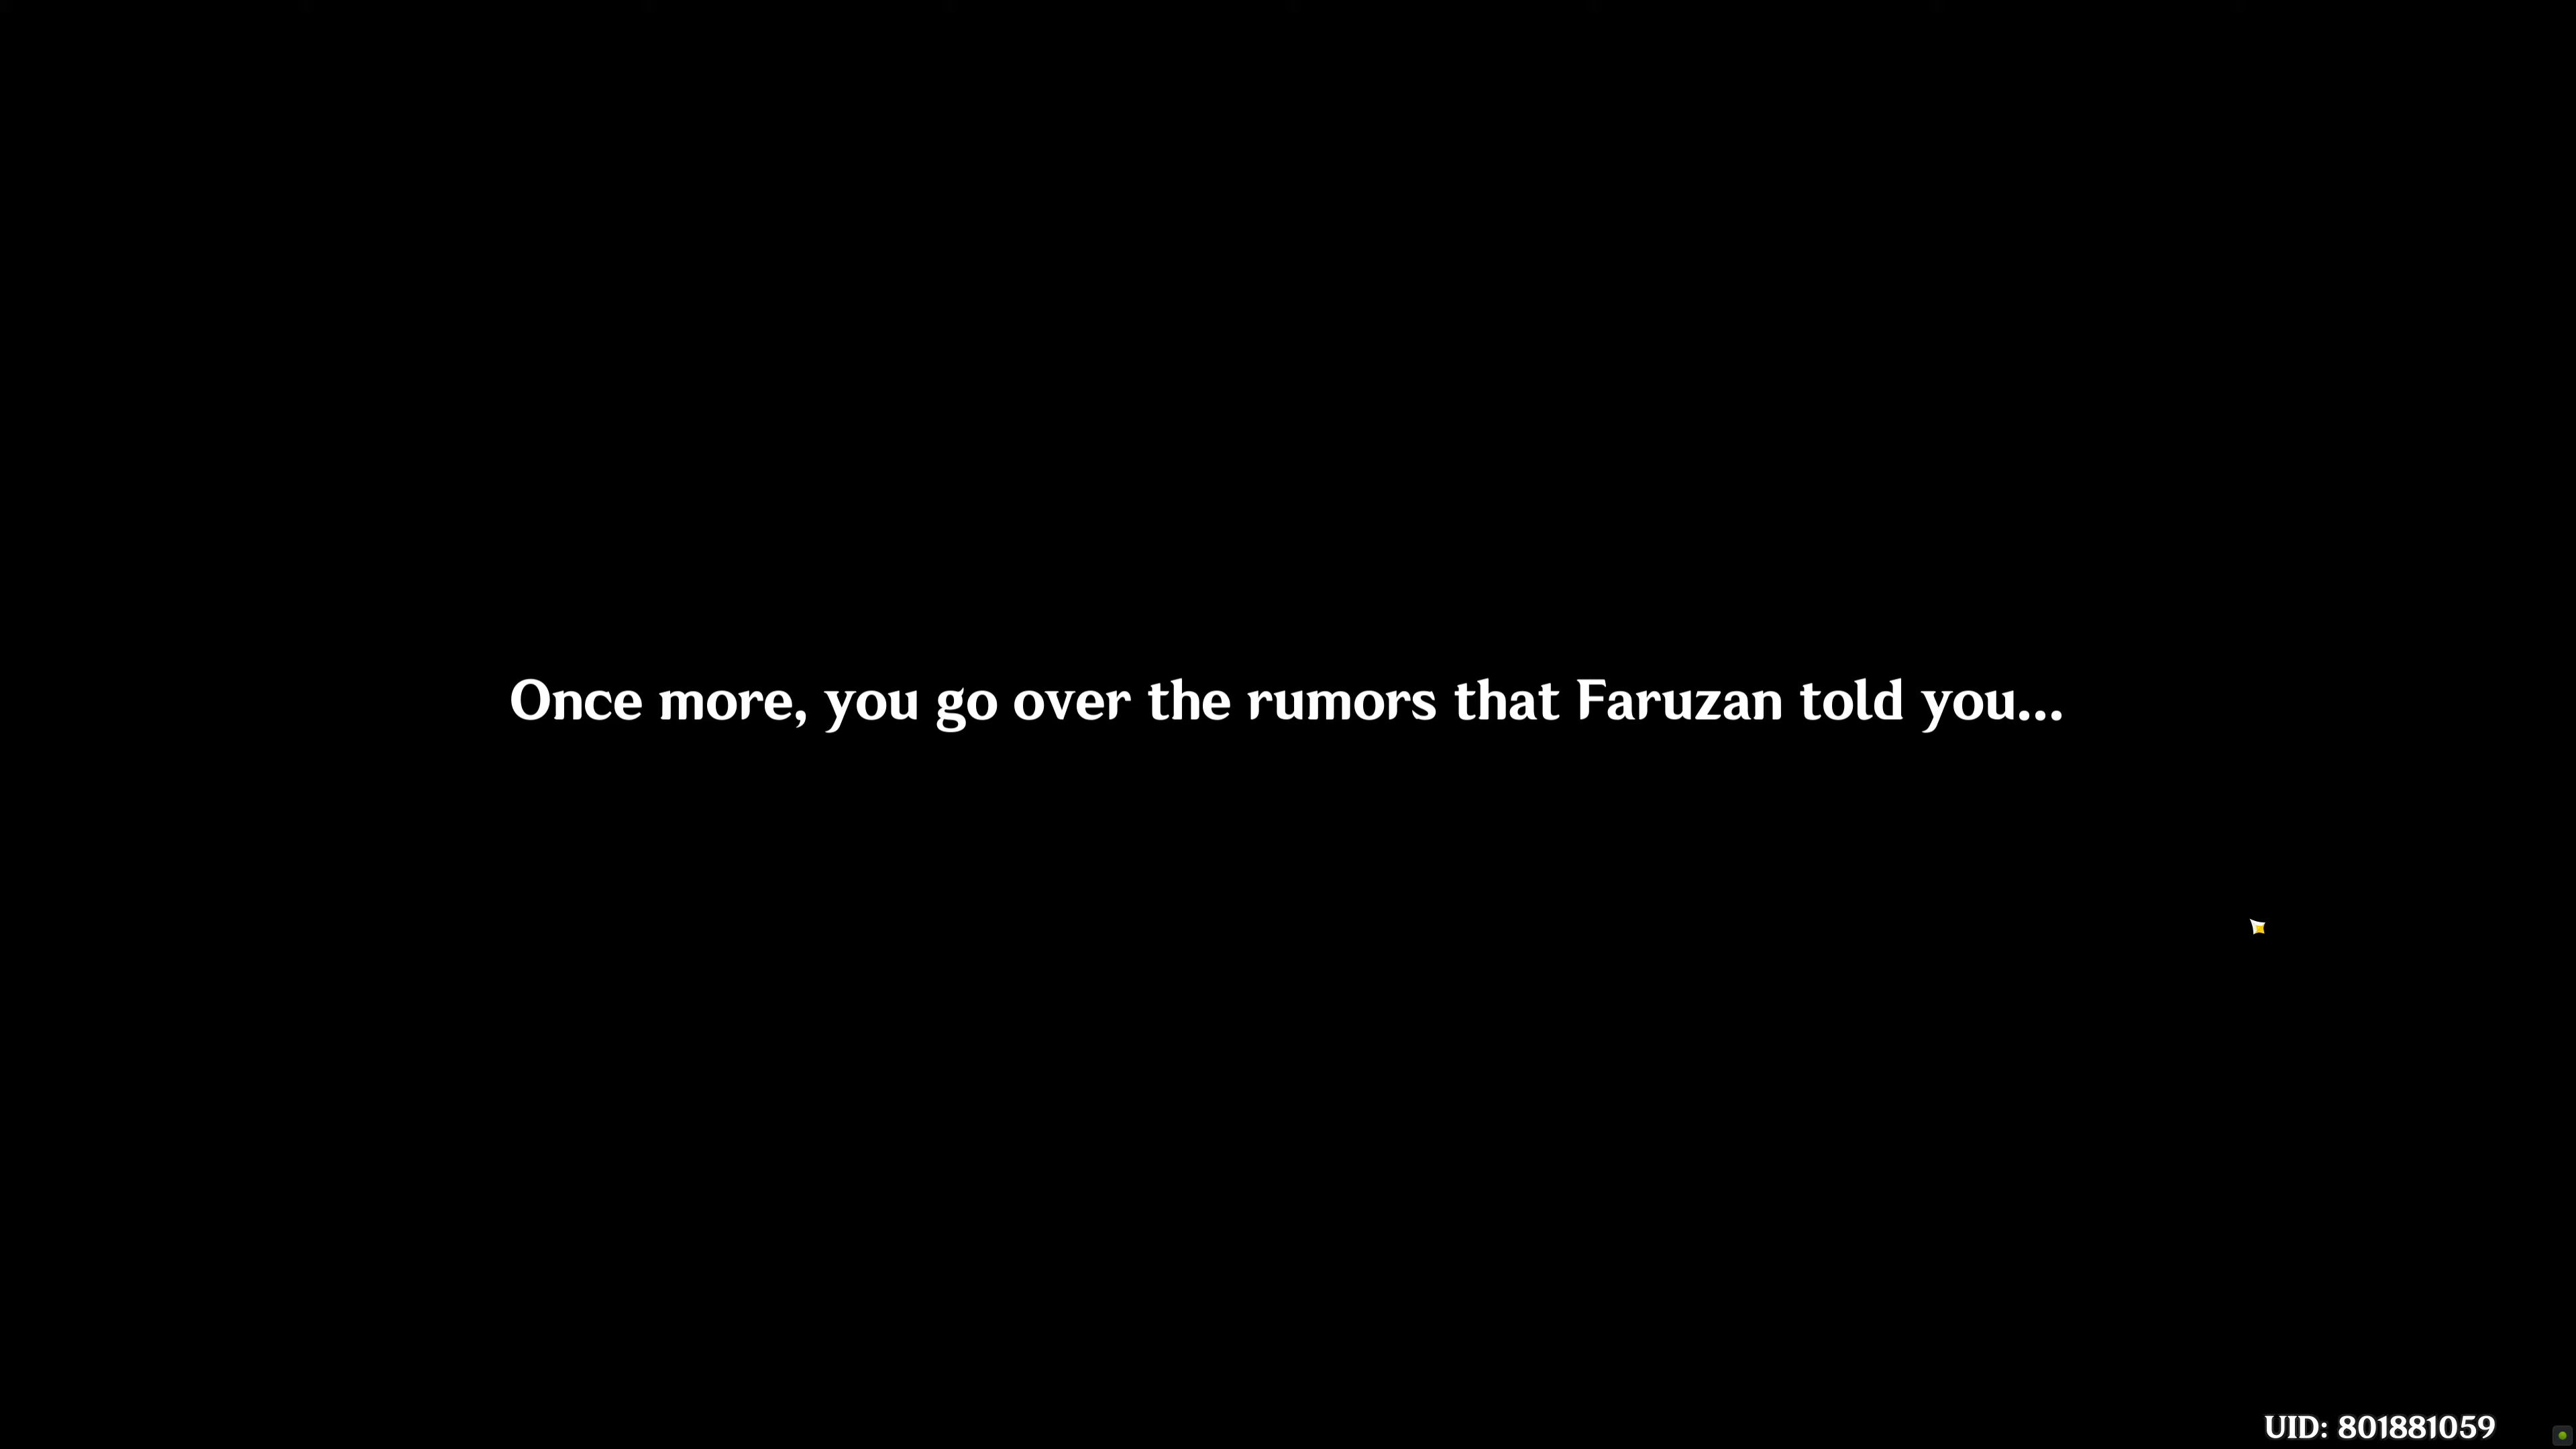 Once more, you go over the rumors that Faruzan told you...
UID: 801881059